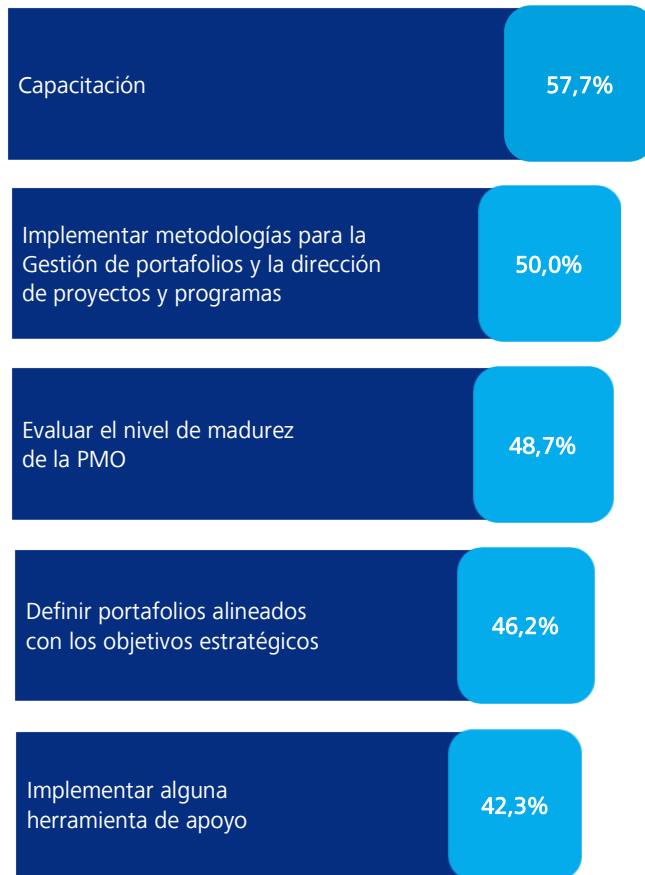 Capacitación
57,7%
Implementar metodologías para la
Gestión de portafolios y la dirección
de proyectos y programas
50,0%
Evaluar el nivel de madurez
de la PMO
48,7%
Definir portafolios alineados
con los objetivos estratégicos
46,2%
Implementar alguna
herramienta de apoyo
42,3%